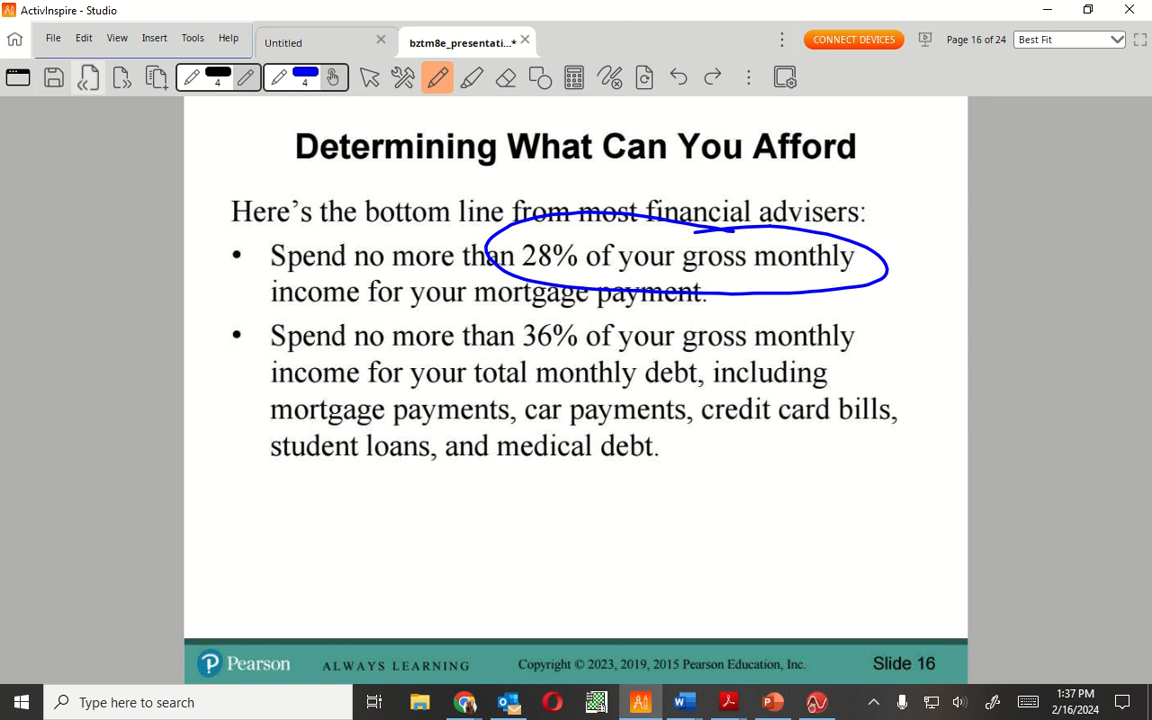 ActivInspire - Studio
File Edit View Insert Tools Help
Untitled
bztm8e_presentati...*
CONNECT DEVICES
Page 16 of 24
Best Fit
4
4
Determining What Can You Afford
Here's the bottom line from most financial advisers:
• Spend no more than 28% of your gross monthly
income for your mortgage payment.
• Spend no more than 36% of your gross monthly
income for your total monthly debt, including
mortgage payments, car payments, credit card bills,
student loans, and medical debt.
Pearson
ALWAYS LEARNING
Copyright © 2023, 2019, 2015 Pearson Education, Inc.
Slide 16
Type here to search
1:37 PM
2/16/2024